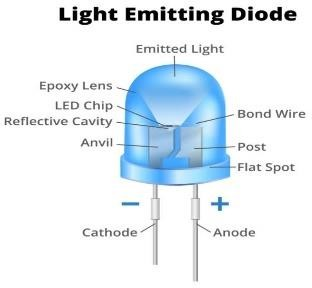 Light Emitting Diode
Emitted Light
Epoxy Lens
LED Chip
Reflective Cavity
Bond Wire
Anvil
Post
Flat Spot
− +
Cathode
Anode